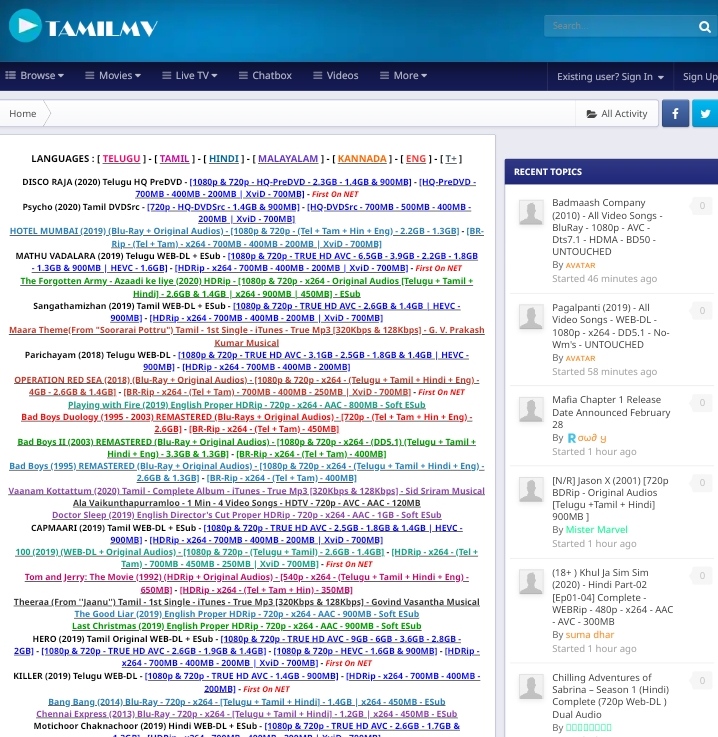 TAMILMV
Search...
Browse
Movies
Live TV
Chatbox
Videos
More
Existing user? Sign In
Sign Up
Home
All Activity
LANGUAGES : [ TELUGU ] - [ TAMIL ] - [ HINDI ] - [ MALAYALAM ] - [ KANNADA ] - [ ENG ] - [ T+ ]
DISCO RAJA (2020) Telugu HQ PreDVD - [1080p & 720p - HQ-PreDVD - 2.3GB - 1.4GB & 900MB] - [HQ-PreDVD -
700MB - 400MB - 200MB | XviD - 700MB] - First On NET
Psycho (2020) Tamil DVDSrc - [720p - HQ-DVDSrc - 1.4GB & 900MB] - [HQ-DVDSrc - 700MB - 500MB - 400MB -
200MB | XviD - 700MB]
HOTEL MUMBAI (2019) (Blu-Ray + Original Audios) - [1080p & 720p - (Tel + Tam + Hin + Eng) - 2.2GB - 1.3GB] - [BR-
Rip - (Tel + Tam) - x264 - 700MB - 400MB - 200MB | XviD - 700MB]
MATHU VADALARA (2019) Telugu WEB-DL + ESub - [1080p & 720p - TRUE HD AVC - 6.5GB - 3.9GB - 2.2GB - 1.8GB
- 1.3GB & 900MB | HEVC - 1.6GB] - [HDRip - x264 - 700MB - 400MB - 200MB | XviD - 700MB] - First On NET
The Forgotten Army - Azaadi ke liye (2020) HDRip - [1080p & 720p - x264 - Original Audios [Telugu + Tamil +
Hindi] - 2.6GB & 1.4GB | x264 - 900MB | 450MB] - ESub
Sangathamizhan (2019) Tamil WEB-DL + ESub - [1080p & 720p - TRUE HD AVC - 2.6GB & 1.4GB | HEVC -
900MB] - [HDRip - x264 - 700MB - 400MB - 200MB | XviD - 700MB]
Maara Theme(From "Soorarai Pottru") Tamil - 1st Single - iTunes - True Mp3 [320Kbps & 128Kbps] - G. V. Prakash
Kumar Musical
Parichayam (2018) Telugu WEB-DL - [1080p & 720p - TRUE HD AVC - 3.1GB - 2.5GB - 1.8GB & 1.4GB | HEVC -
900MB] - [HDRip - x264 - 700MB - 400MB - 200MB]
OPERATION RED SEA (2018) (Blu-Ray + Original Audios) - [1080p & 720p - x264 - (Telugu + Tamil + Hindi + Eng) -
4GB - 2.6GB & 1.4GB] - [BR-Rip - x264 - (Tel + Tam) - 700MB - 400MB - 250MB | XviD - 700MB] - First On NET
Playing with Fire (2019) English Proper HDRip - 720p - x264 - AAC - 800MB - Soft ESub
Bad Boys Duology (1995 - 2003) REMASTERED (Blu-Rays + Original Audios) - [720p - (Tel + Tam + Hin + Eng) -
2.6GB] - [BR-Rip - x264 - (Tel + Tam) - 450MB]
Bad Boys II (2003) REMASTERED (Blu-Ray + Original Audios) - [1080p & 720p - x264 - (DD5.1) (Telugu + Tamil +
Hindi + Eng) - 3.3GB & 1.3GB] - [BR-Rip - x264 - (Tel + Tam) - 400MB]
Bad Boys (1995) REMASTERED (Blu-Ray + Original Audios) - [1080p & 720p - x264 - (Telugu + Tamil + Hindi + Eng) -
2.6GB & 1.3GB] - [BR-Rip - x264 - (Tel + Tam) - 400MB]
Vaanam Kottattum (2020) Tamil - Complete Album - iTunes - True Mp3 [320Kbps & 128Kbps] - Sid Sriram Musical
Ala Vaikunthapurramloo - 1 Min - 4 Video Songs - HDTV - 720p - AVC - AAC - 120MB
Doctor Sleep (2019) English Director's Cut Proper HDRip - 720p - x264 - AAC - 1GB - Soft ESub
CAPMAARI (2019) Tamil WEB-DL + ESub - [1080p & 720p - TRUE HD AVC - 2.5GB - 1.8GB & 1.4GB | HEVC -
900MB] - [HDRip - x264 - 700MB - 400MB - 200MB | XviD - 700MB]
100 (2019) (WEB-DL + Original Audios) - [1080p & 720p - (Telugu + Tamil) - 2.6GB - 1.4GB] - [HDRip - x264 - (Tel +
Tam) - 700MB - 450MB - 250MB | XviD - 700MB] - First On NET
Tom and Jerry: The Movie (1992) (HDRip + Original Audios) - [540p - x264 - (Telugu + Tamil + Hindi + Eng) -
650MB] - [HDRip - x264 - (Tel + Tam + Hin) - 350MB]
Theeraa (From "Jaanu") Tamil - 1st Single - iTunes - True Mp3 [320Kbps & 128Kbps] - Govind Vasantha Musical
The Good Liar (2019) English Proper HDRip - 720p - x264 - AAC - 900MB - Soft ESub
Last Christmas (2019) English Proper HDRip - 720p - x264 - AAC - 900MB - Soft ESub
HERO (2019) Tamil Original WEB-DL + ESub - [1080p & 720p - TRUE HD AVC - 9GB - 6GB - 3.6GB - 2.8GB -
2GB] - [1080p & 720p - TRUE HD AVC - 2.6GB - 1.9GB & 1.4GB] - [1080p & 720p - HEVC - 1.6GB & 900MB] - [HDRip -
x264 - 700MB - 400MB - 200MB | XviD - 700MB] - First On NET
KILLER (2019) Telugu WEB-DL - [1080p & 720p - TRUE HD AVC - 1.4GB - 900MB] - [HDRip - x264 - 700MB - 400MB -
200MB] - First On NET
Bang Bang (2014) Blu-Ray - 720p - x264 - [Telugu + Tamil + Hindi] - 1.4GB | x264 - 450MB - ESub
Chennai Express (2013) Blu-Ray - 720p - x264 - [Telugu + Tamil + Hindi] - 1.2GB | x264 - 450MB - ESub
Motichoor Chaknachoor (2019) Hindi WEB-DL + ESub - [1080p & 720p - TRUE HD AVC - 2.6GB - 1.7GB &
RECENT TOPICS
Badmaash Company
(2010) - All Video Songs -
BluRay - 1080p - AVC -
Dts7.1 - HDMA - BD50 -
UNTOUCHED
By AVATAR
Started 46 minutes ago
0
Pagalpanti (2019) - All
Video Songs - WEB-DL -
1080p - x264 - DD5.1 - No-
Wm's - UNTOUCHED
By AVATAR
Started 58 minutes ago
0
Mafia Chapter 1 Release
Date Announced February
28
By
Started 1 hour ago
0
[N/R] Jason X (2001) [720p
BDRip - Original Audios
[Telugu +Tamil + Hindi]
900MB ]
By Mister Marvel
Started 1 hour ago
0
(18+ ) Khul Ja Sim Sim
(2020) - Hindi Part-02
[Ep01-04] Complete -
WEBRip - 480p - x264 - AAC
- AVC - 300MB
By suma dhar
Started 1 hour ago
0
Chilling Adventures of
Sabrina – Season 1 (Hindi)
Complete (720p Web-DL )
Dual Audio
By
0